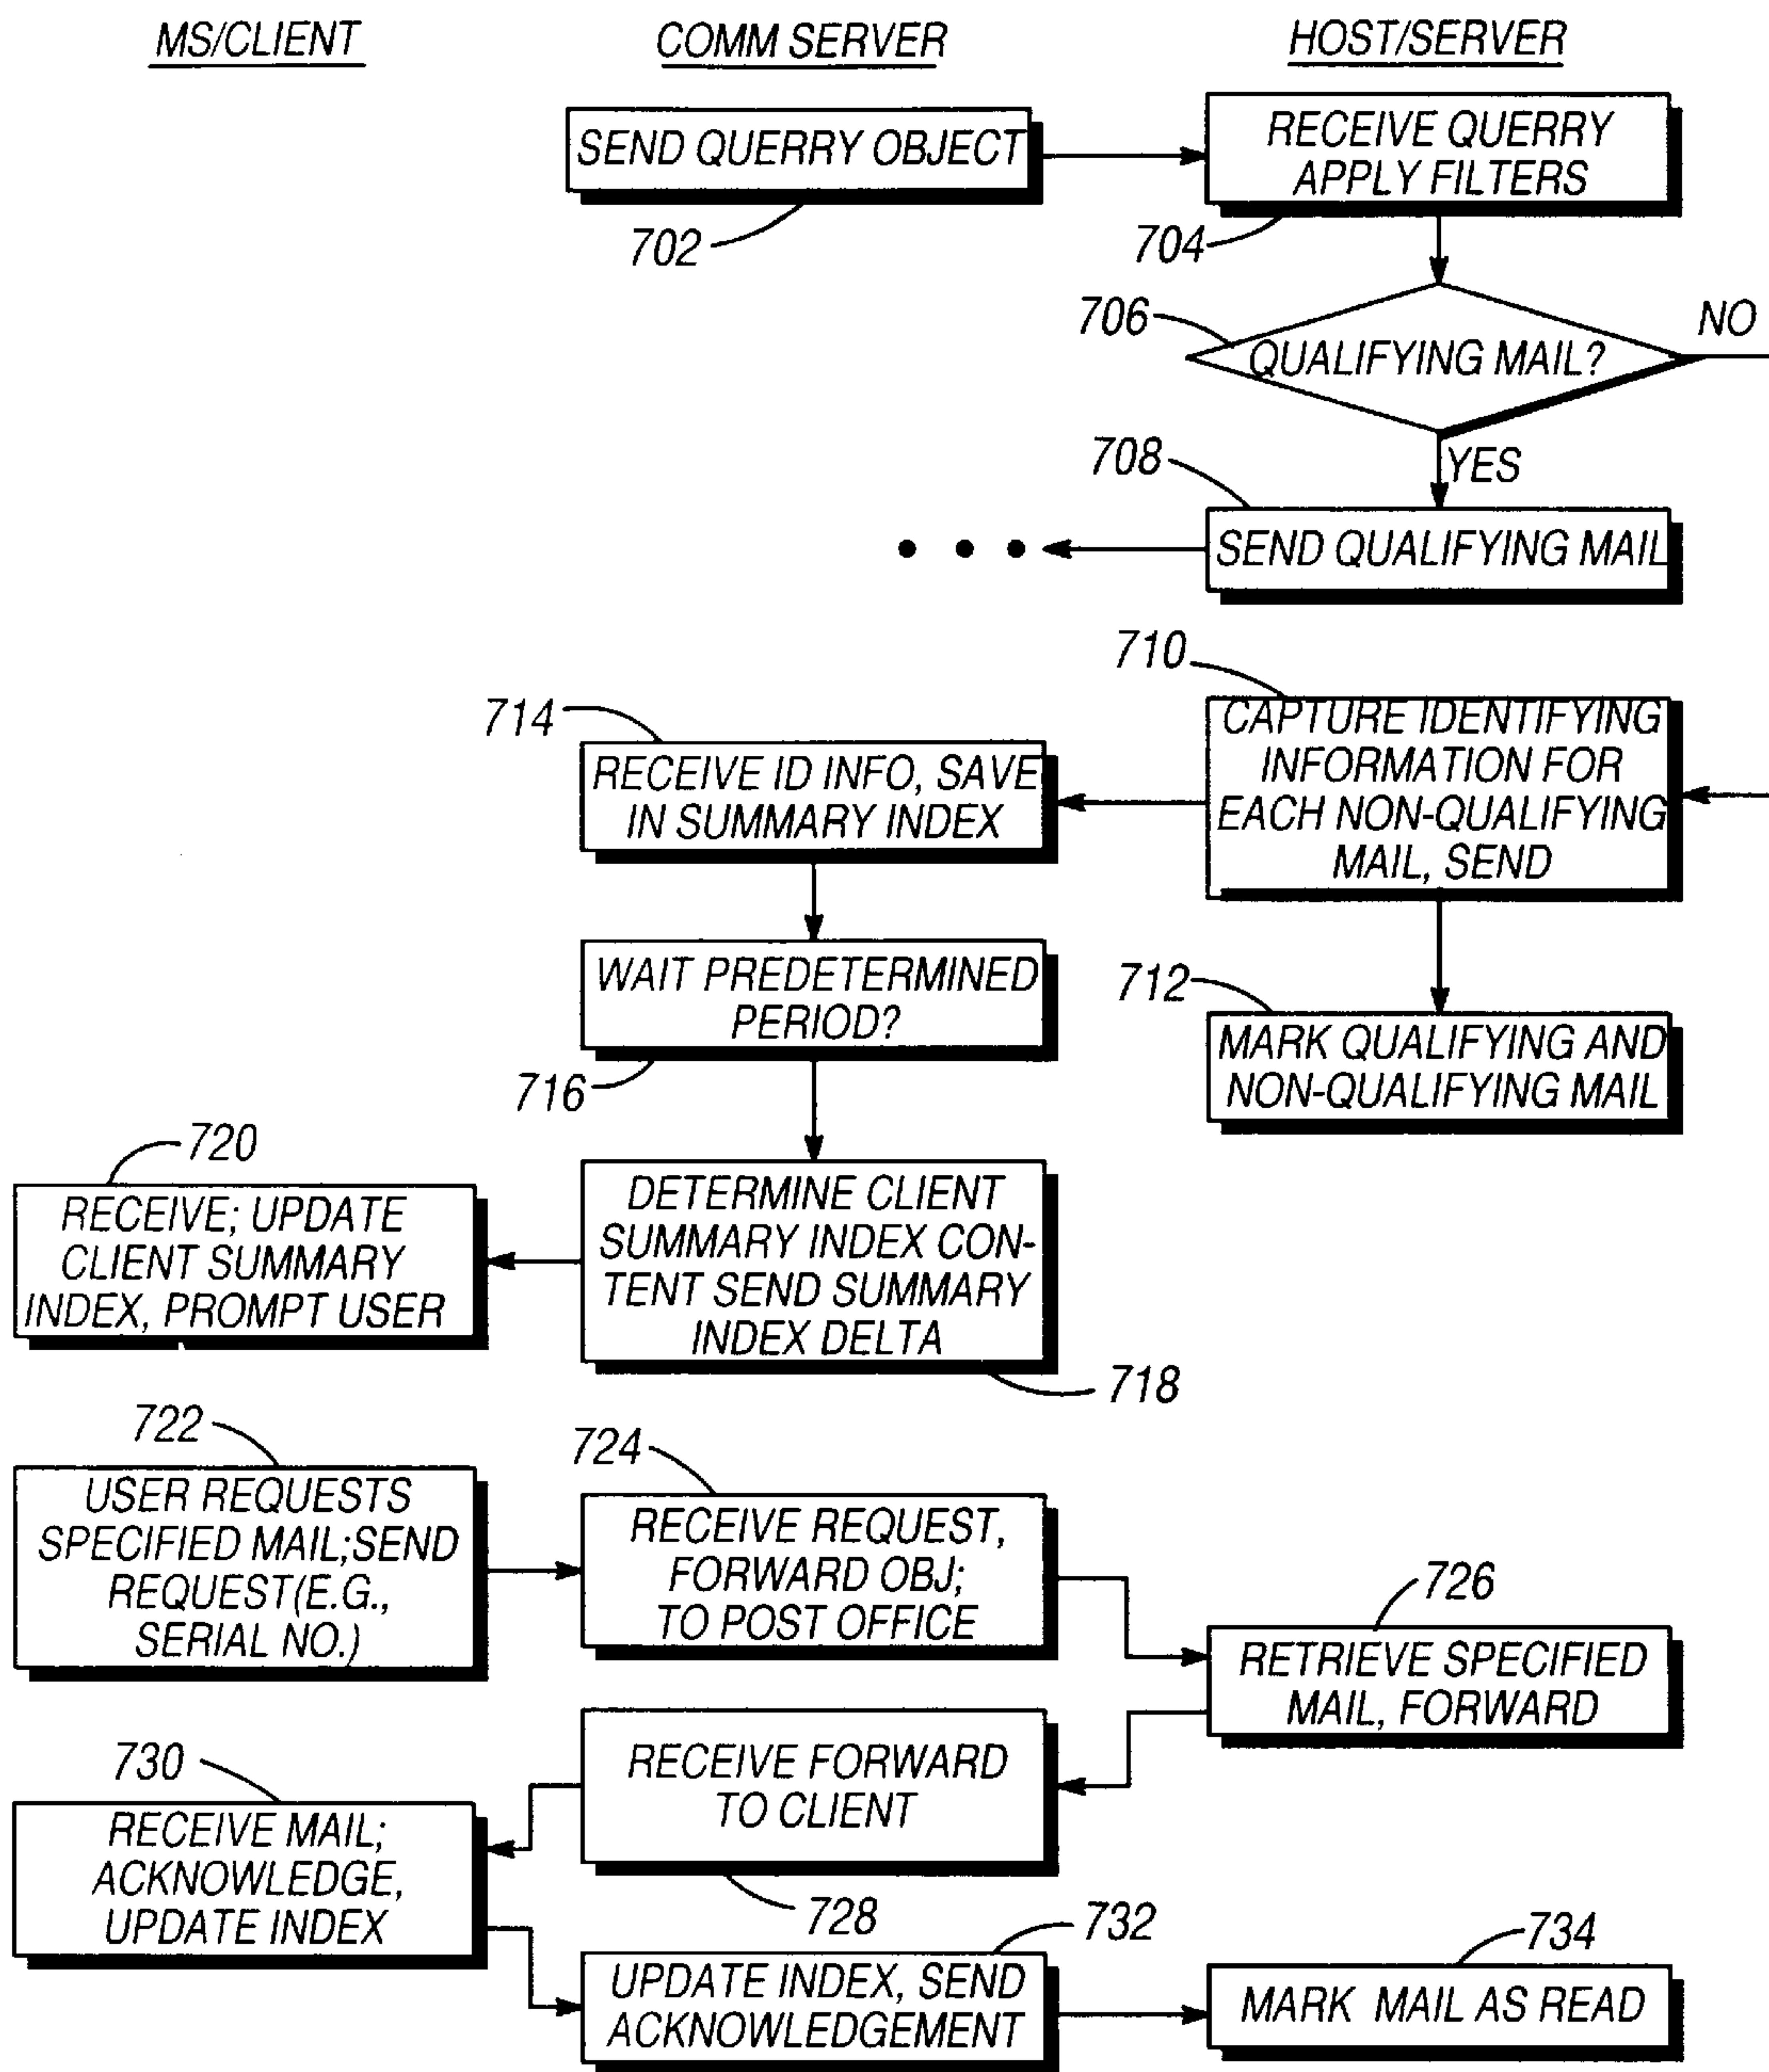 MS/CLIENT
COMM SERVER
HOST/SERVER
SEND QUERRY OBJECT
702
RECEIVE QUERRY
APPLY FILTERS
704
706
QUALIFYING MAIL?
NO
YES
708
SEND QUALIFYING MAIL
710
CAPTURE IDENTIFYING
INFORMATION FOR
EACH NON-QUALIFYING
MAIL, SEND
714
RECEIVE ID INFO, SAVE
IN SUMMARY INDEX
712
MARK QUALIFYING AND
NON-QUALIFYING MAIL
WAIT PREDETERMINED
PERIOD?
716
DETERMINE CLIENT
SUMMARY INDEX CON-
TENT SEND SUMMARY
INDEX DELTA
718
720
RECEIVE; UPDATE
CLIENT SUMMARY
INDEX, PROMPT USER
722
USER REQUESTS
SPECIFIED MAIL;SEND
REQUEST(E.G.,
SERIAL NO.)
724
RECEIVE REQUEST,
FORWARD OBJ;
TO POST OFFICE
726
RETRIEVE SPECIFIED
MAIL, FORWARD
RECEIVE FORWARD
TO CLIENT
728
730
RECEIVE MAIL;
ACKNOWLEDGE,
UPDATE INDEX
732
UPDATE INDEX, SEND
ACKNOWLEDGEMENT
734
MARK MAIL AS READ